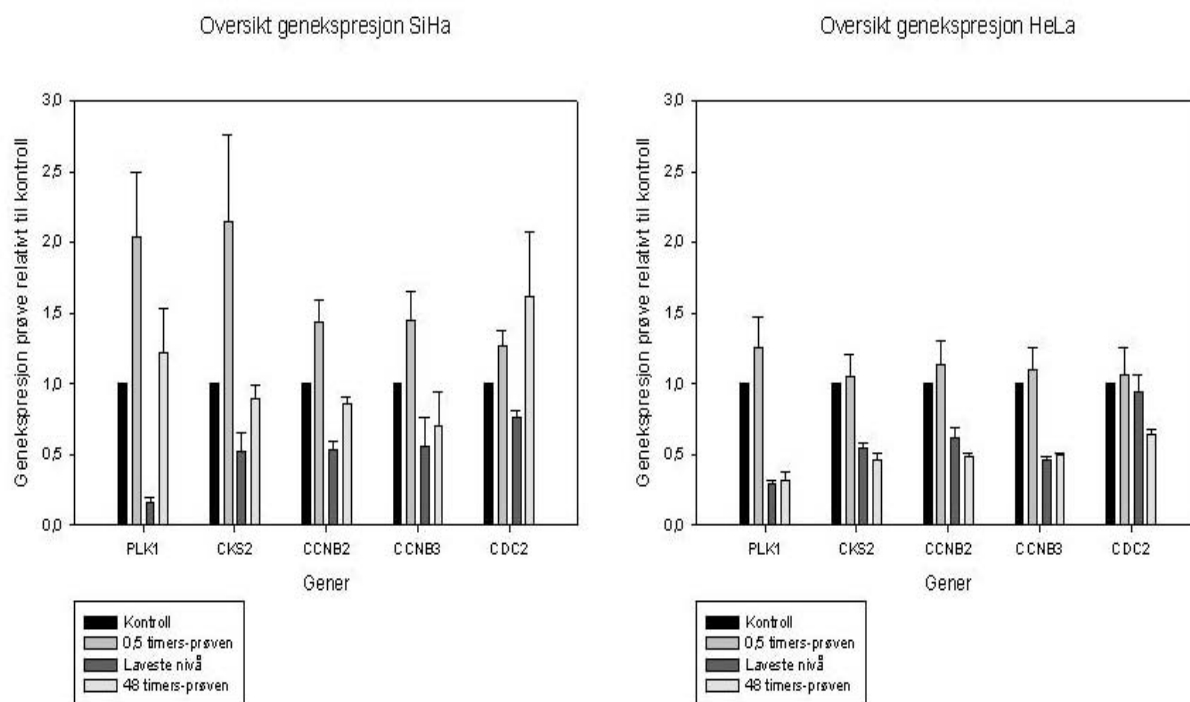 Oversikt genekspresjon SiHa
Genekspresjon prøve relativt til kontroll
3,0
2,5
2,0
1,5
1,0
0,5
0,0
PLK1 CKS2 CCNB2 CCNB3 CDC2
Gener
Kontroll
0,5 timers-prøven
Laveste nivå
48 timers-prøven
Oversikt genekspresjon HeLa
Genekspresjon prøve relativt til kontroll
3,0
2,5
2,0
1,5
1,0
0,5
0,0
PLK1 CKS2 CCNB2 CCNB3 CDC2
Gener
Kontroll
0,5 timers-prøven
Laveste nivå
48 timers-prøven